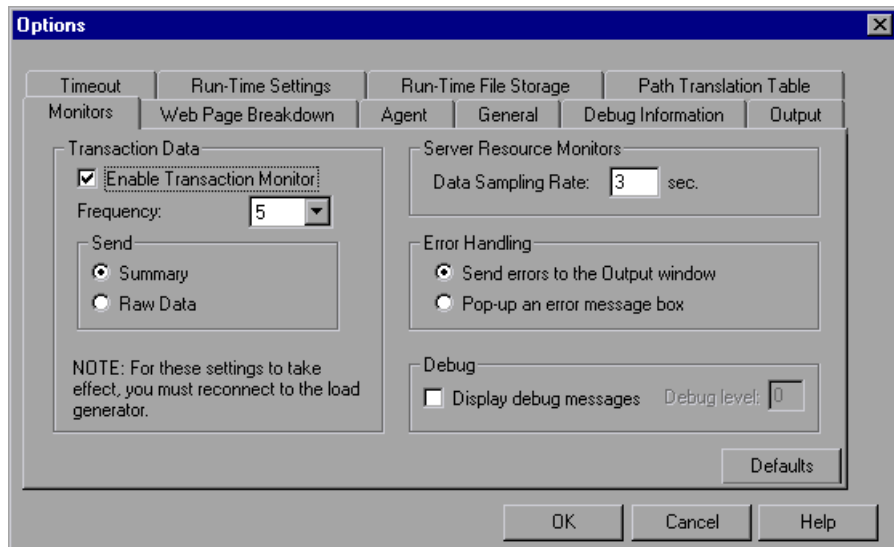 Options
Timeout Run-Time Settings Run-Time File Storage Path Translation Table
Monitors Web Page Breakdown Agent General Debug Information Output
Transaction Data
Enable Transaction Monitor
Frequency: 5
Send
Summary
Raw Data
NOTE: For these settings to take
effect, you must reconnect to the load
generator.
Server Resource Monitors
Data Sampling Rate: 3 sec.
Error Handling
Send errors to the Output window
Pop-up an error message box
Debug
Display debug messages Debug level: 0
Defaults
OK Cancel Help